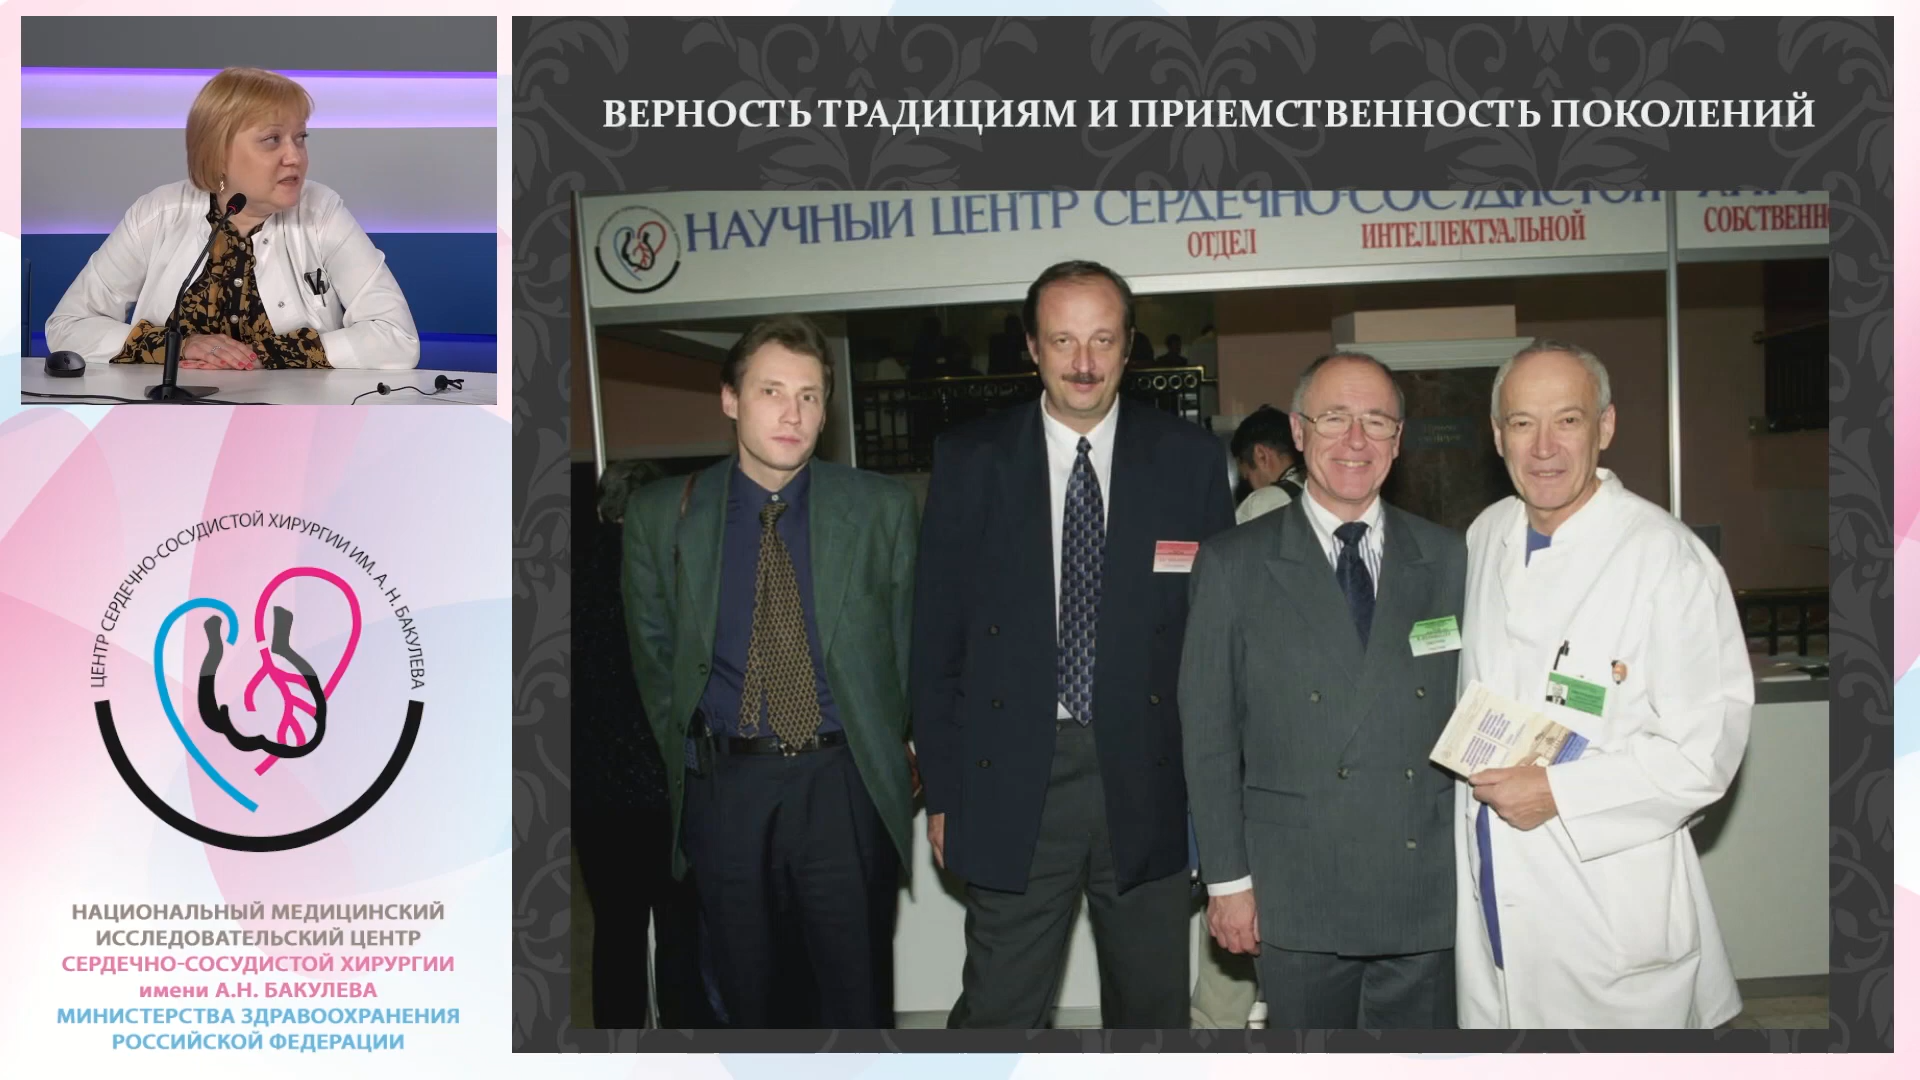 ВЕРНОСТЬ ТРАДИЦИЯМ И ПРИЕМСТВЕННОСТЬ ПОКОЛЕНИЙ
НАУЧНЫЙ ЦЕНТР СЕРДЕЧНО-СОСУДИСТОЙ
ОТДЕЛ ИНТЕЛЛЕКТУАЛЬНОЙ СОБСТВЕНН
ЦЕНТР СЕРДЕЧНО-СОСУДИСТОЙ ХИРУРГИИ ИМ. А. Н. БАКУЛЕВА
НАЦИОНАЛЬНЫЙ МЕДИЦИНСКИЙ
ИССЛЕДОВАТЕЛЬСКИЙ ЦЕНТР
СЕРДЕЧНО-СОСУДИСТОЙ ХИРУРГИИ
имени А.Н. БАКУЛЕВА
МИНИСТЕРСТВА ЗДРАВООХРАНЕНИЯ
РОССИЙСКОЙ ФЕДЕРАЦИИ